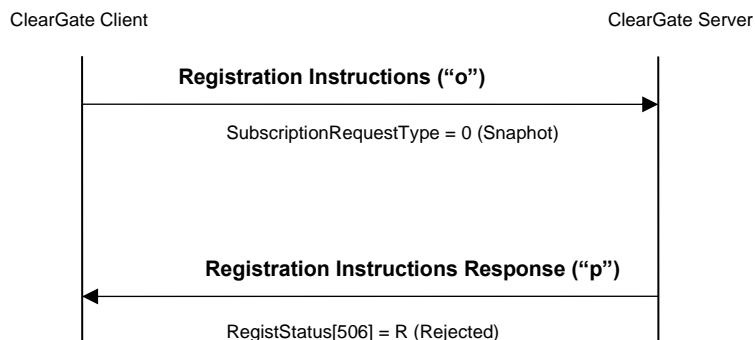 ClearGate Client ClearGate Server
Registration Instructions (“o”)
SubscriptionRequestType = 0 (Snaphot)
Registration Instructions Response (“p”)
RegistStatus[506] = R (Rejected)